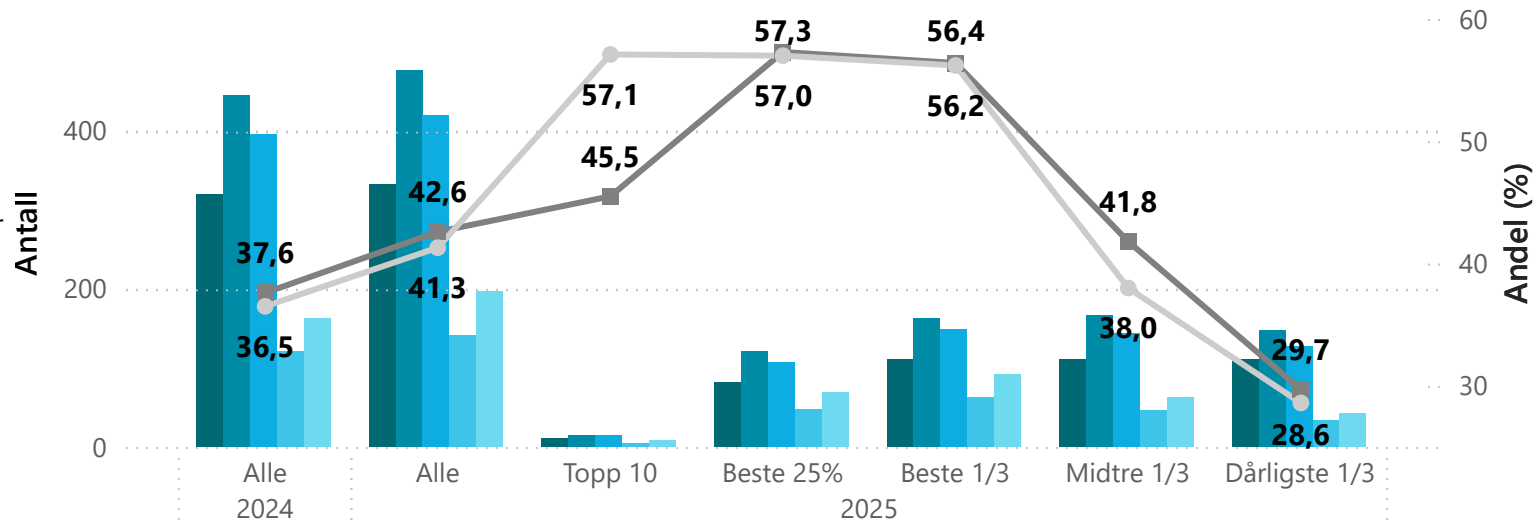 57,3
56,4
60
57,1
57,0
56,2
400
50
45,5
42,6
41,8
Antall
Andel (%)
37,6
40
200
41,3
38,0
36,5
29,7
30
28,6
0
Alle
Alle
Topp 10
Beste 25%
Beste 1/3
Midtre 1/3
Dårligste 1/3
2024
2025